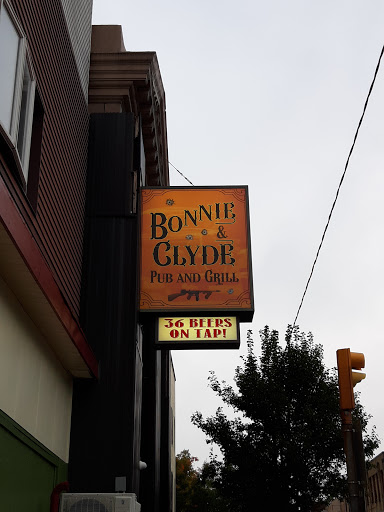 BONNIE
&
CLYDE
PUB AND GRILL
36 BEERS
ON TAP!